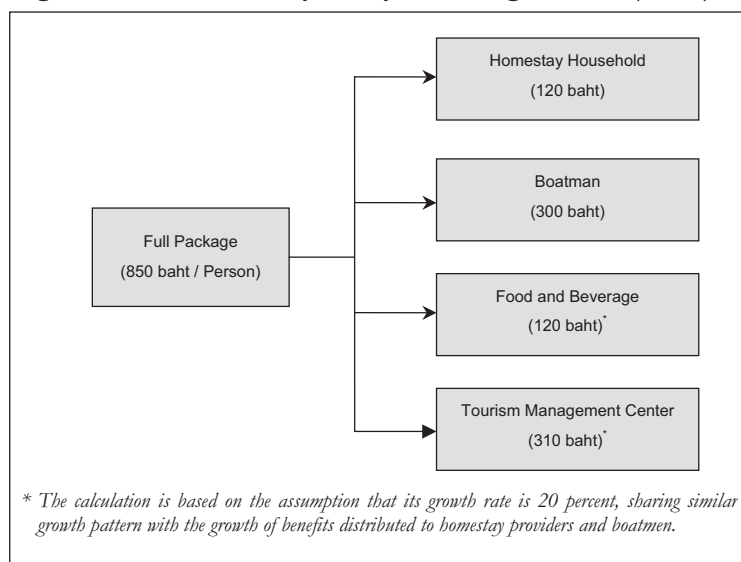 Homestay Household
(120 baht)
Boatman
(300 baht)
Full Package
(850 baht / Person)
Food and Beverage
(120 baht)*
Tourism Management Center
(310 baht)*
* The calculation is based on the assumption that its growth rate is 20 percent, sharing similar
growth pattern with the growth of benefits distributed to homestay providers and boatmen.